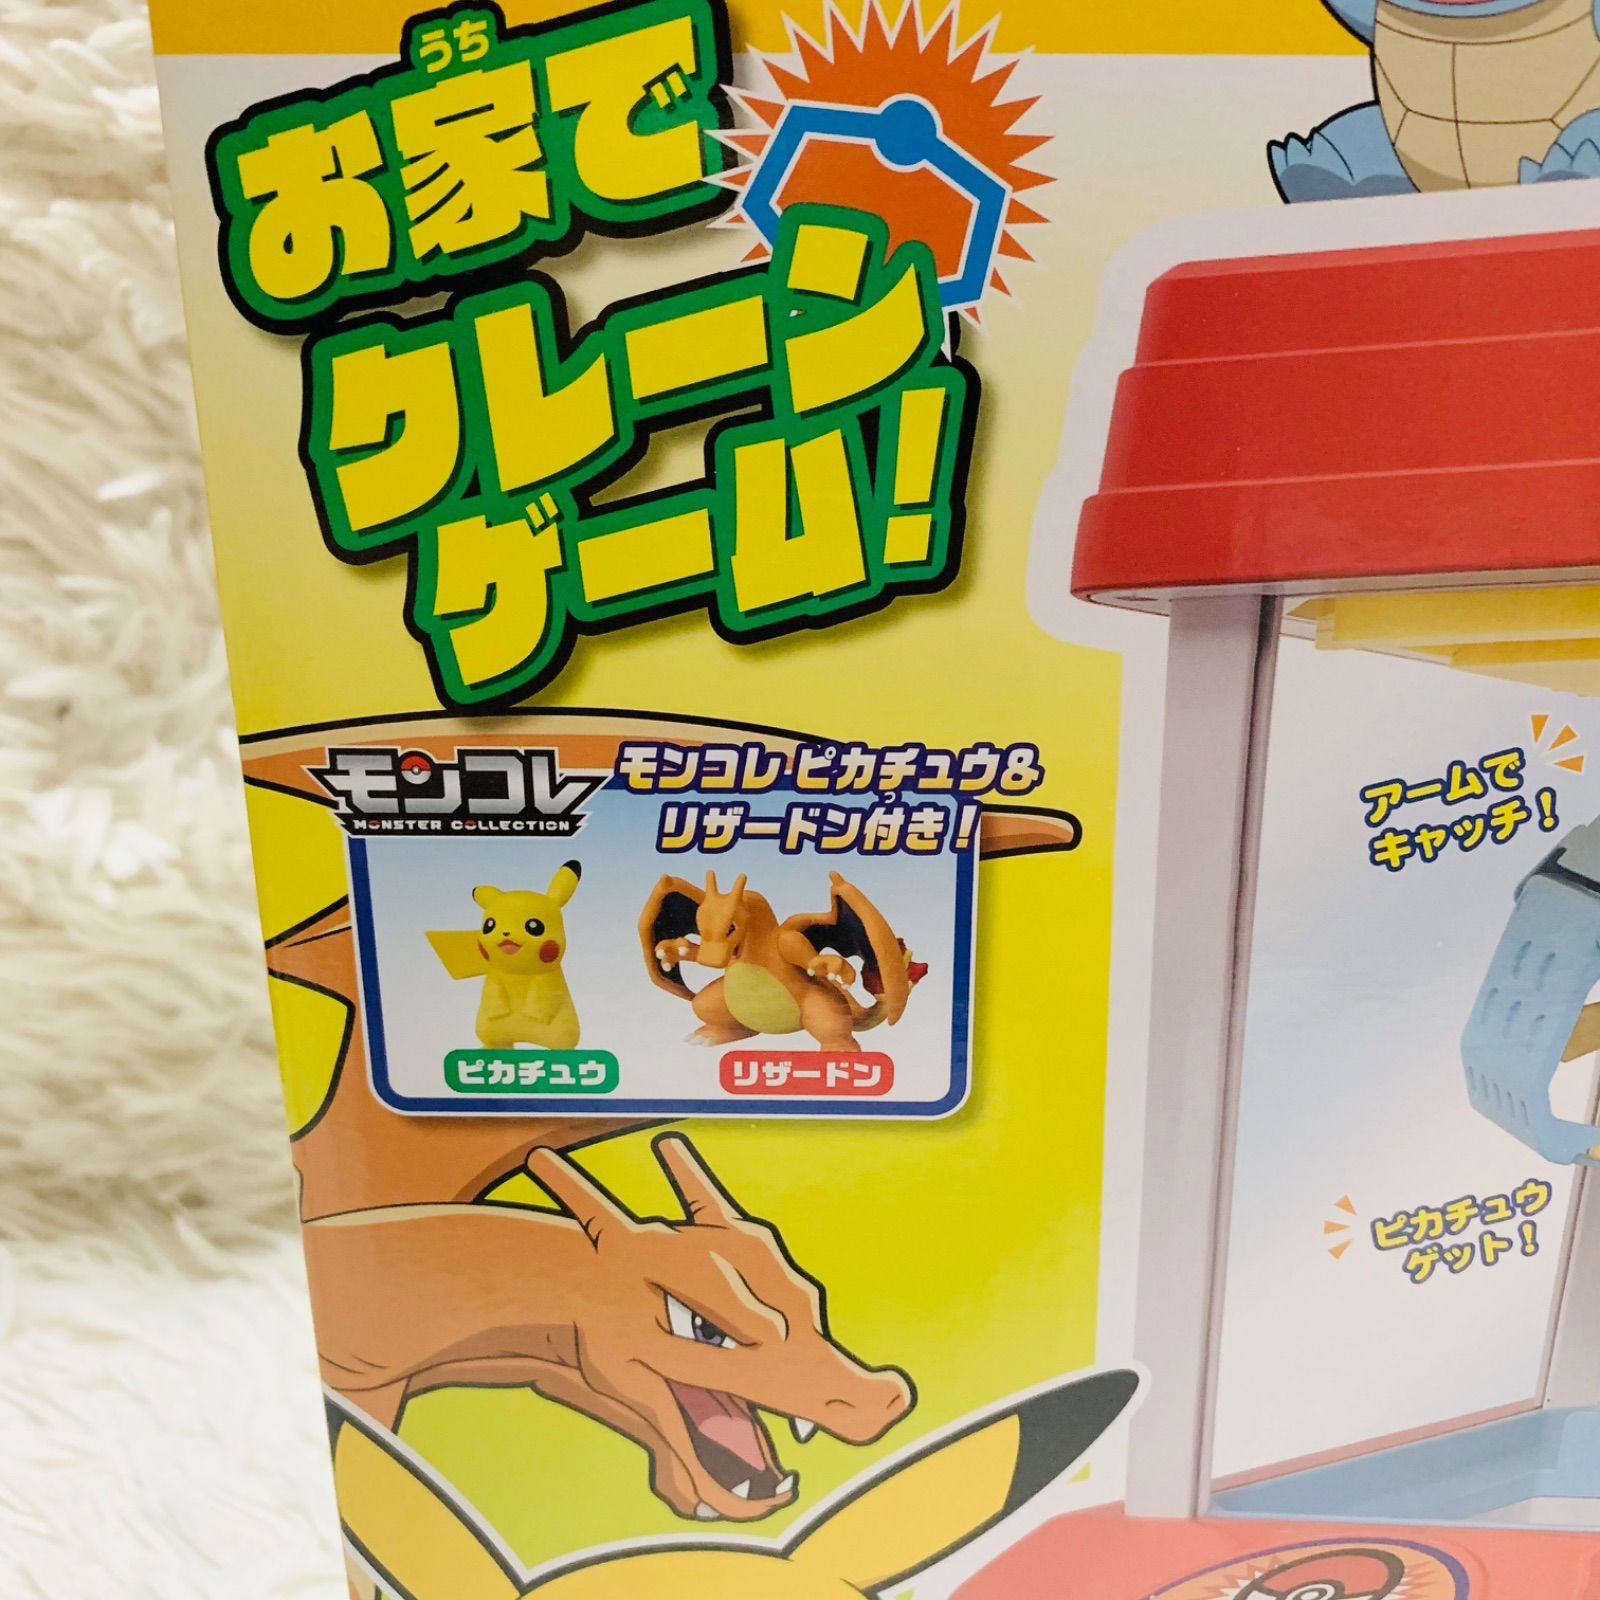 うち
お家で
クレーン
ゲーム!
モンコレ
MONSTER COLLECTION
モンコレ・ピカチュウ&
つ
リザードン付き!
ピカチュウ
リザードン
アームで
キャッチ!
ピカチュウ
ゲット!